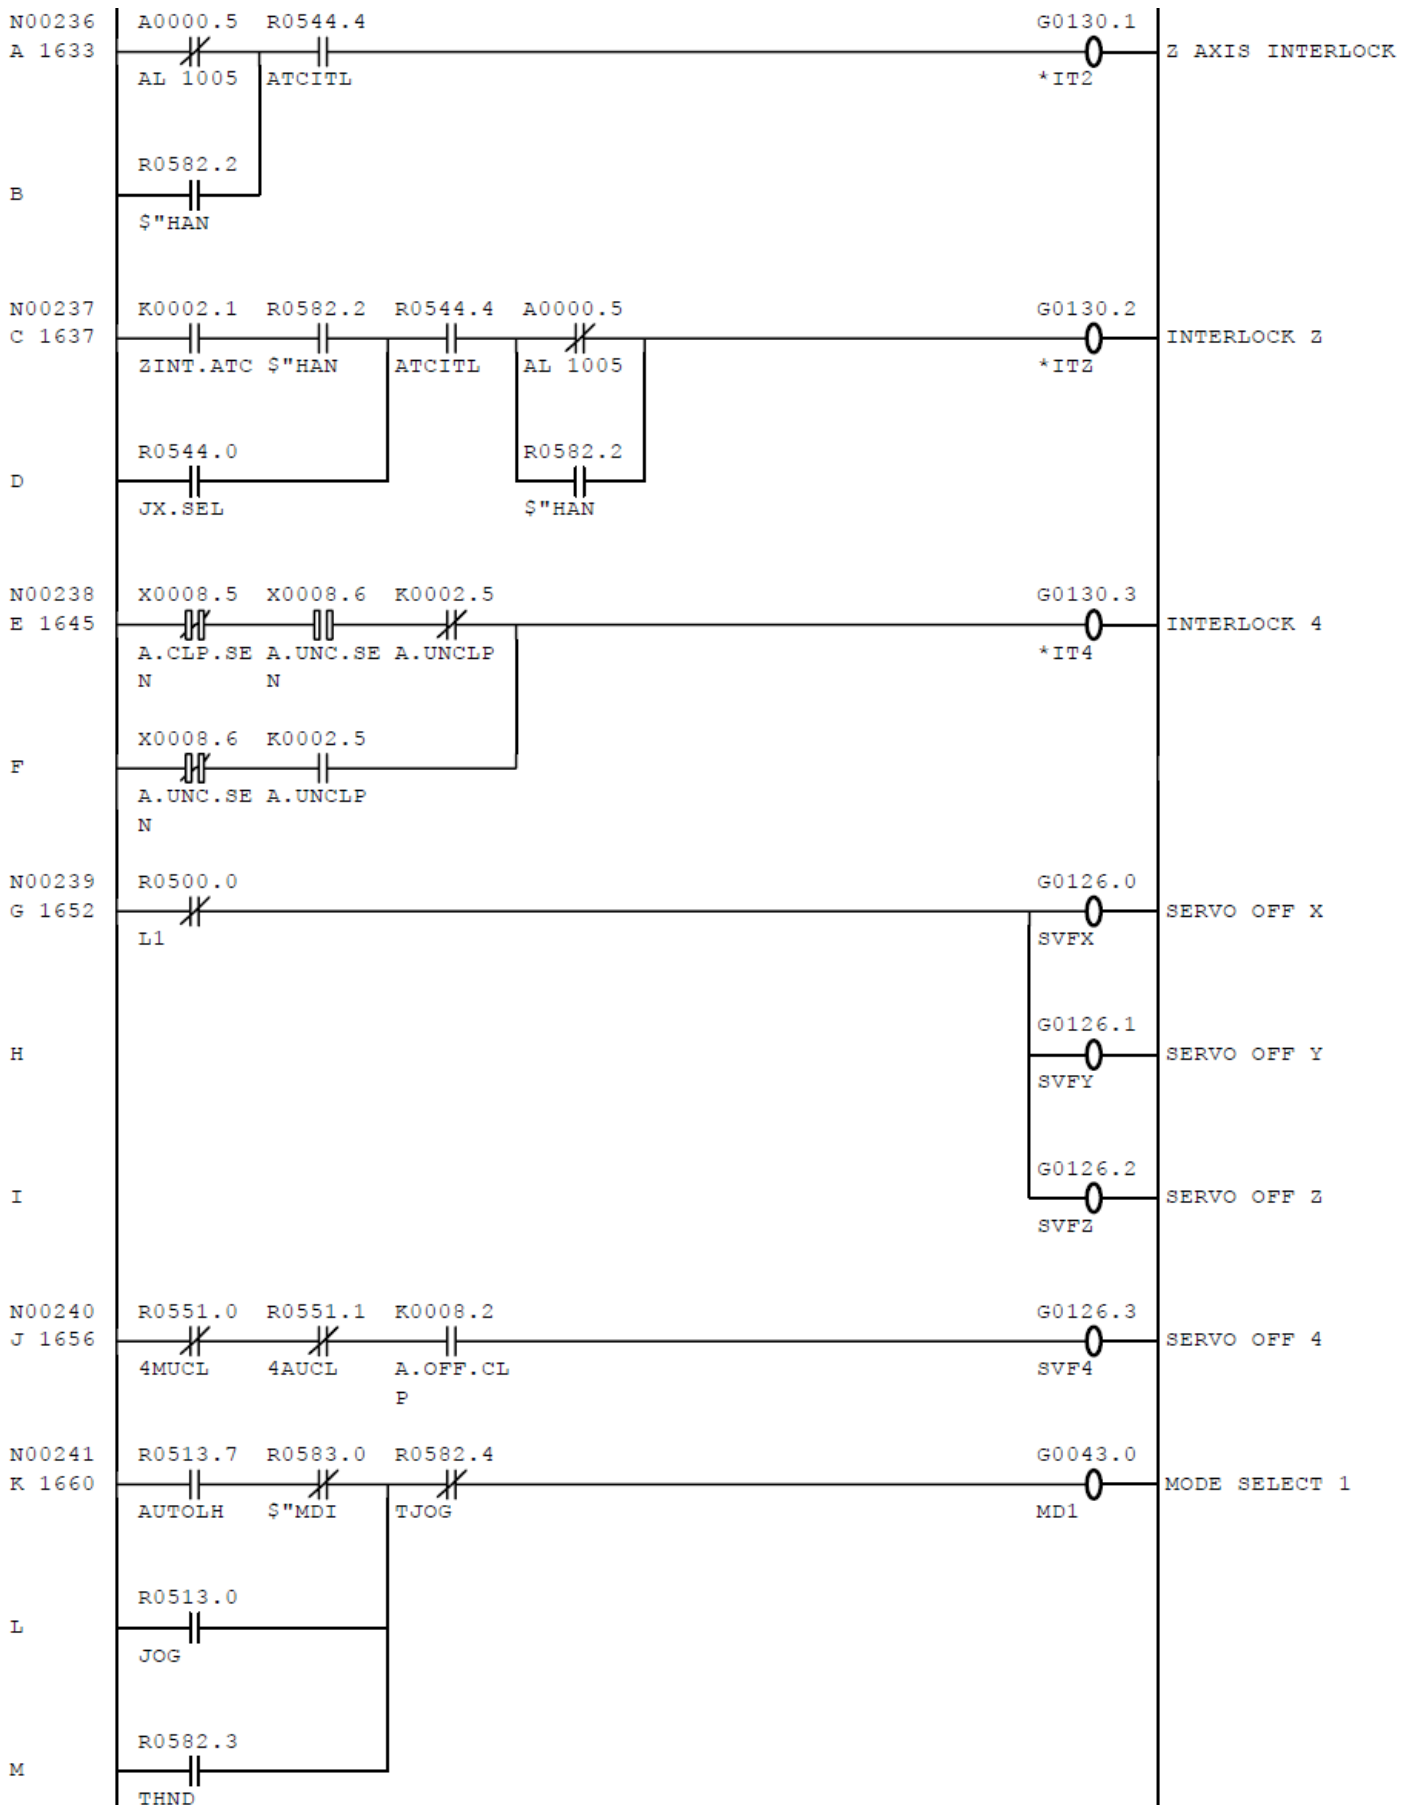 N00236 A0000.5 R0544.4 G0130.1
A 1633 Z AXIS INTERLOCK
AL 1005 ATCITL *IT2
R0582.2
B
$"HAN
N00237 K0002.1 R0582.2 R0544.4 A0000.5 G0130.2
C 1637 INTERLOCK Z
ZINT.ATC $"HAN ATCITL AL 1005 *ITZ
R0544.0 R0582.2
D
JX.SEL $"HAN
N00238 X0008.5 X0008.6 K0002.5 G0130.3
E 1645 INTERLOCK 4
A.CLP.SE A.UNC.SE A.UNCLP *IT4
N N
X0008.6 K0002.5
F
A.UNC.SE A.UNCLP
N
N00239 R0500.0 G0126.0
G 1652 SERVO OFF X
L1 SVFX
G0126.1
H SERVO OFF Y
SVFY
G0126.2
I SERVO OFF Z
SVFZ
N00240 R0551.0 R0551.1 K0008.2 G0126.3
J 1656 SERVO OFF 4
4MUCL 4AUCL A.OFF.CL SVF4
P
N00241 R0513.7 R0583.0 R0582.4 G0043.0
K 1660 MODE SELECT 1
AUTOLH $"MDI TJOG MD1
R0513.0
L
JOG
R0582.3
M
THND